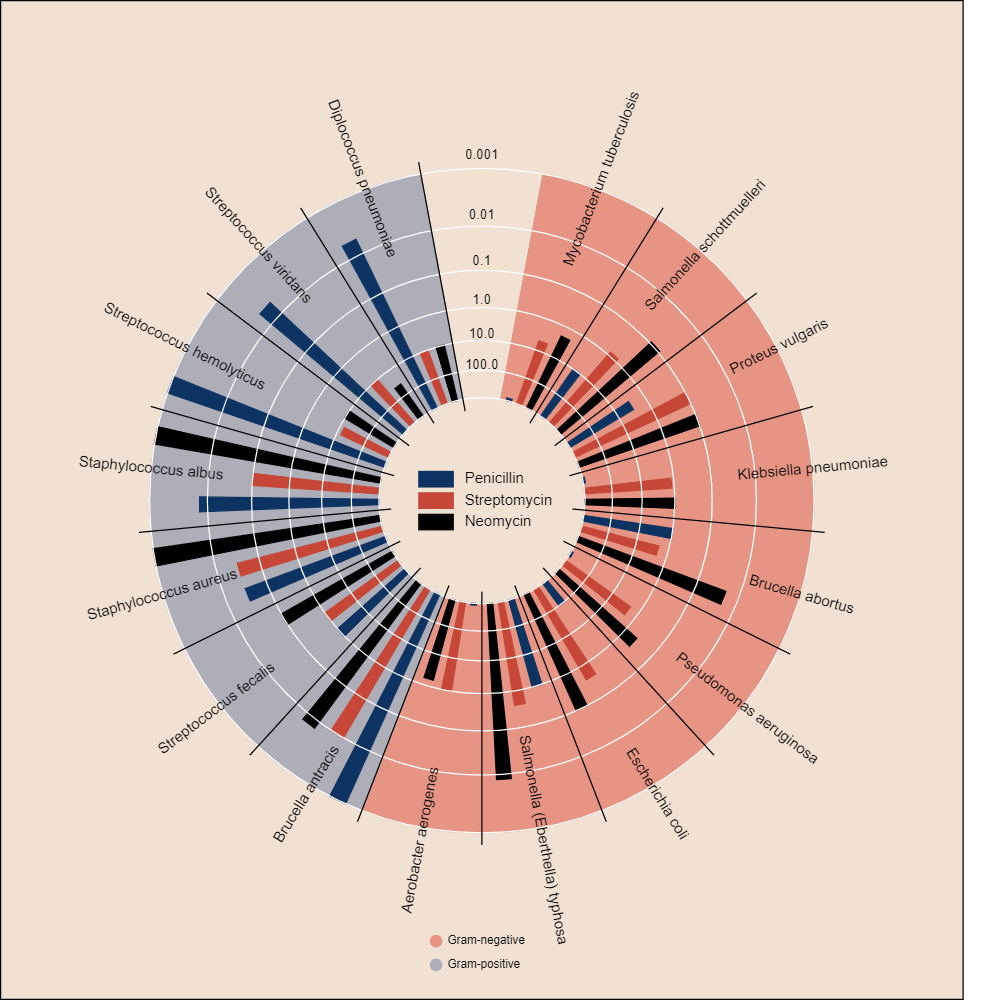 0.001
0.01
0.1
1.0
10.0
100.0
Mycobacterium tuberculosis
Salmonella schottmuelleri
Proteus vulgaris
Klebsiella pneumoniae
Brucella abortus
Pseudomonas aeruginosa
Escherichia coli
Salmonella (Eberthella) typhosa
Aerobacter aerogenes
Brucella antracis
Streptococcus fecalis
Staphylococcus aureus
Staphylococcus albus
Streptococcus hemolyticus
Streptococcus viridans
Diplococcus pneumoniae
Penicillin
Streptomycin
Neomycin
Gram-negative
Gram-positive